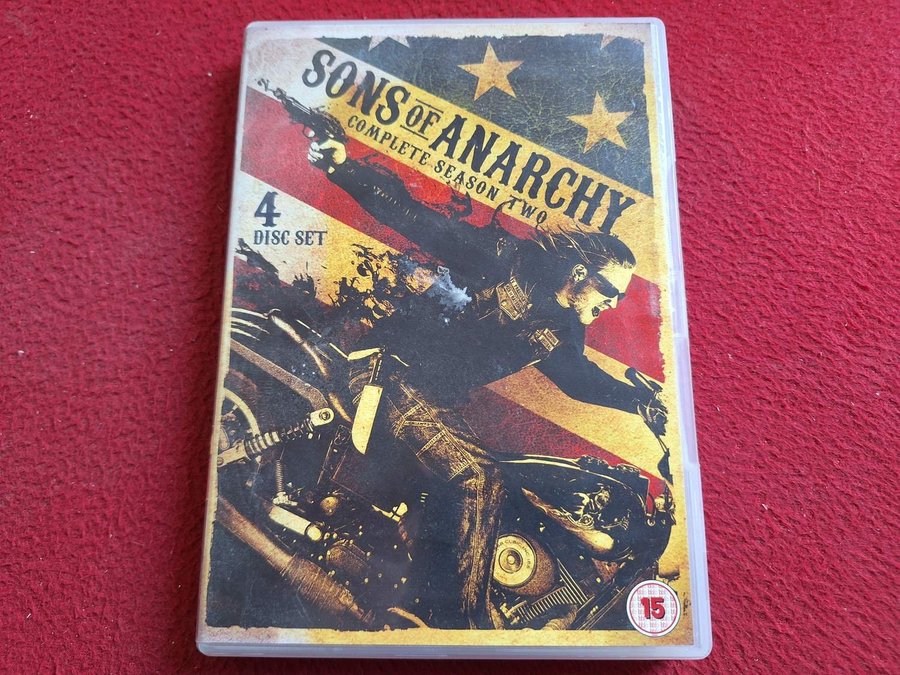 SONS OF ANARCHY
COMPLETE SEASON TWO
4
DISC SET
15